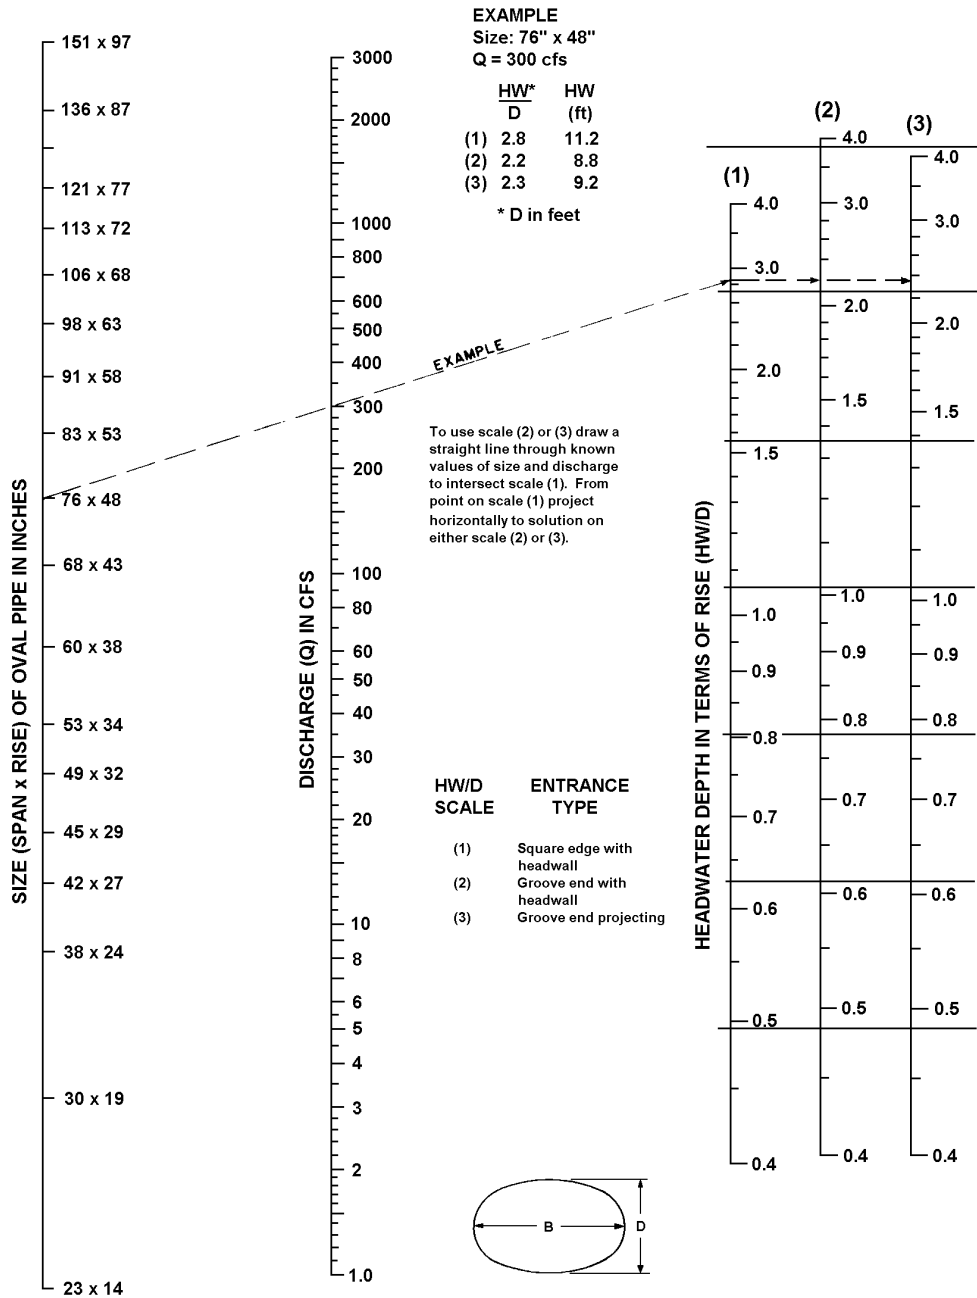 EXAMPLE
Size: 76" x 48"
Q = 300 cfs
HW* HW
D (ft)
(1) 2.8 11.2
(2) 2.2 8.8
(3) 2.3 9.2
* D in feet
SIZE (SPAN x RISE) OF OVAL PIPE IN INCHES
151 x 97
136 x 87
121 x 77
113 x 72
106 x 68
98 x 63
91 x 58
83 x 53
76 x 48
68 x 43
60 x 38
53 x 34
49 x 32
45 x 29
42 x 27
38 x 24
30 x 19
23 x 14
DISCHARGE (Q) IN CFS
3000
2000
1000
800
600
500
400
300
200
100
80
60
50
40
30
20
10
8
6
5
4
3
2
1.0
EXAMPLE
To use scale (2) or (3) draw a
straight line through known
values of size and discharge
to intersect scale (1). From
point on scale (1) project
horizontally to solution on
either scale (2) or (3).
HW/D ENTRANCE
SCALE TYPE
(1) Square edge with
headwall
(2) Groove end with
headwall
(3) Groove end projecting
B
D
HEADWATER DEPTH IN TERMS OF RISE (HW/D)
(1)
4.0
3.0
2.0
1.5
1.0
0.9
0.8
0.7
0.6
0.5
0.4
(2)
4.0
3.0
2.0
1.5
1.0
0.9
0.8
0.7
0.6
0.5
0.4
(3)
4.0
3.0
2.0
1.5
1.0
0.9
0.8
0.7
0.6
0.5
0.4